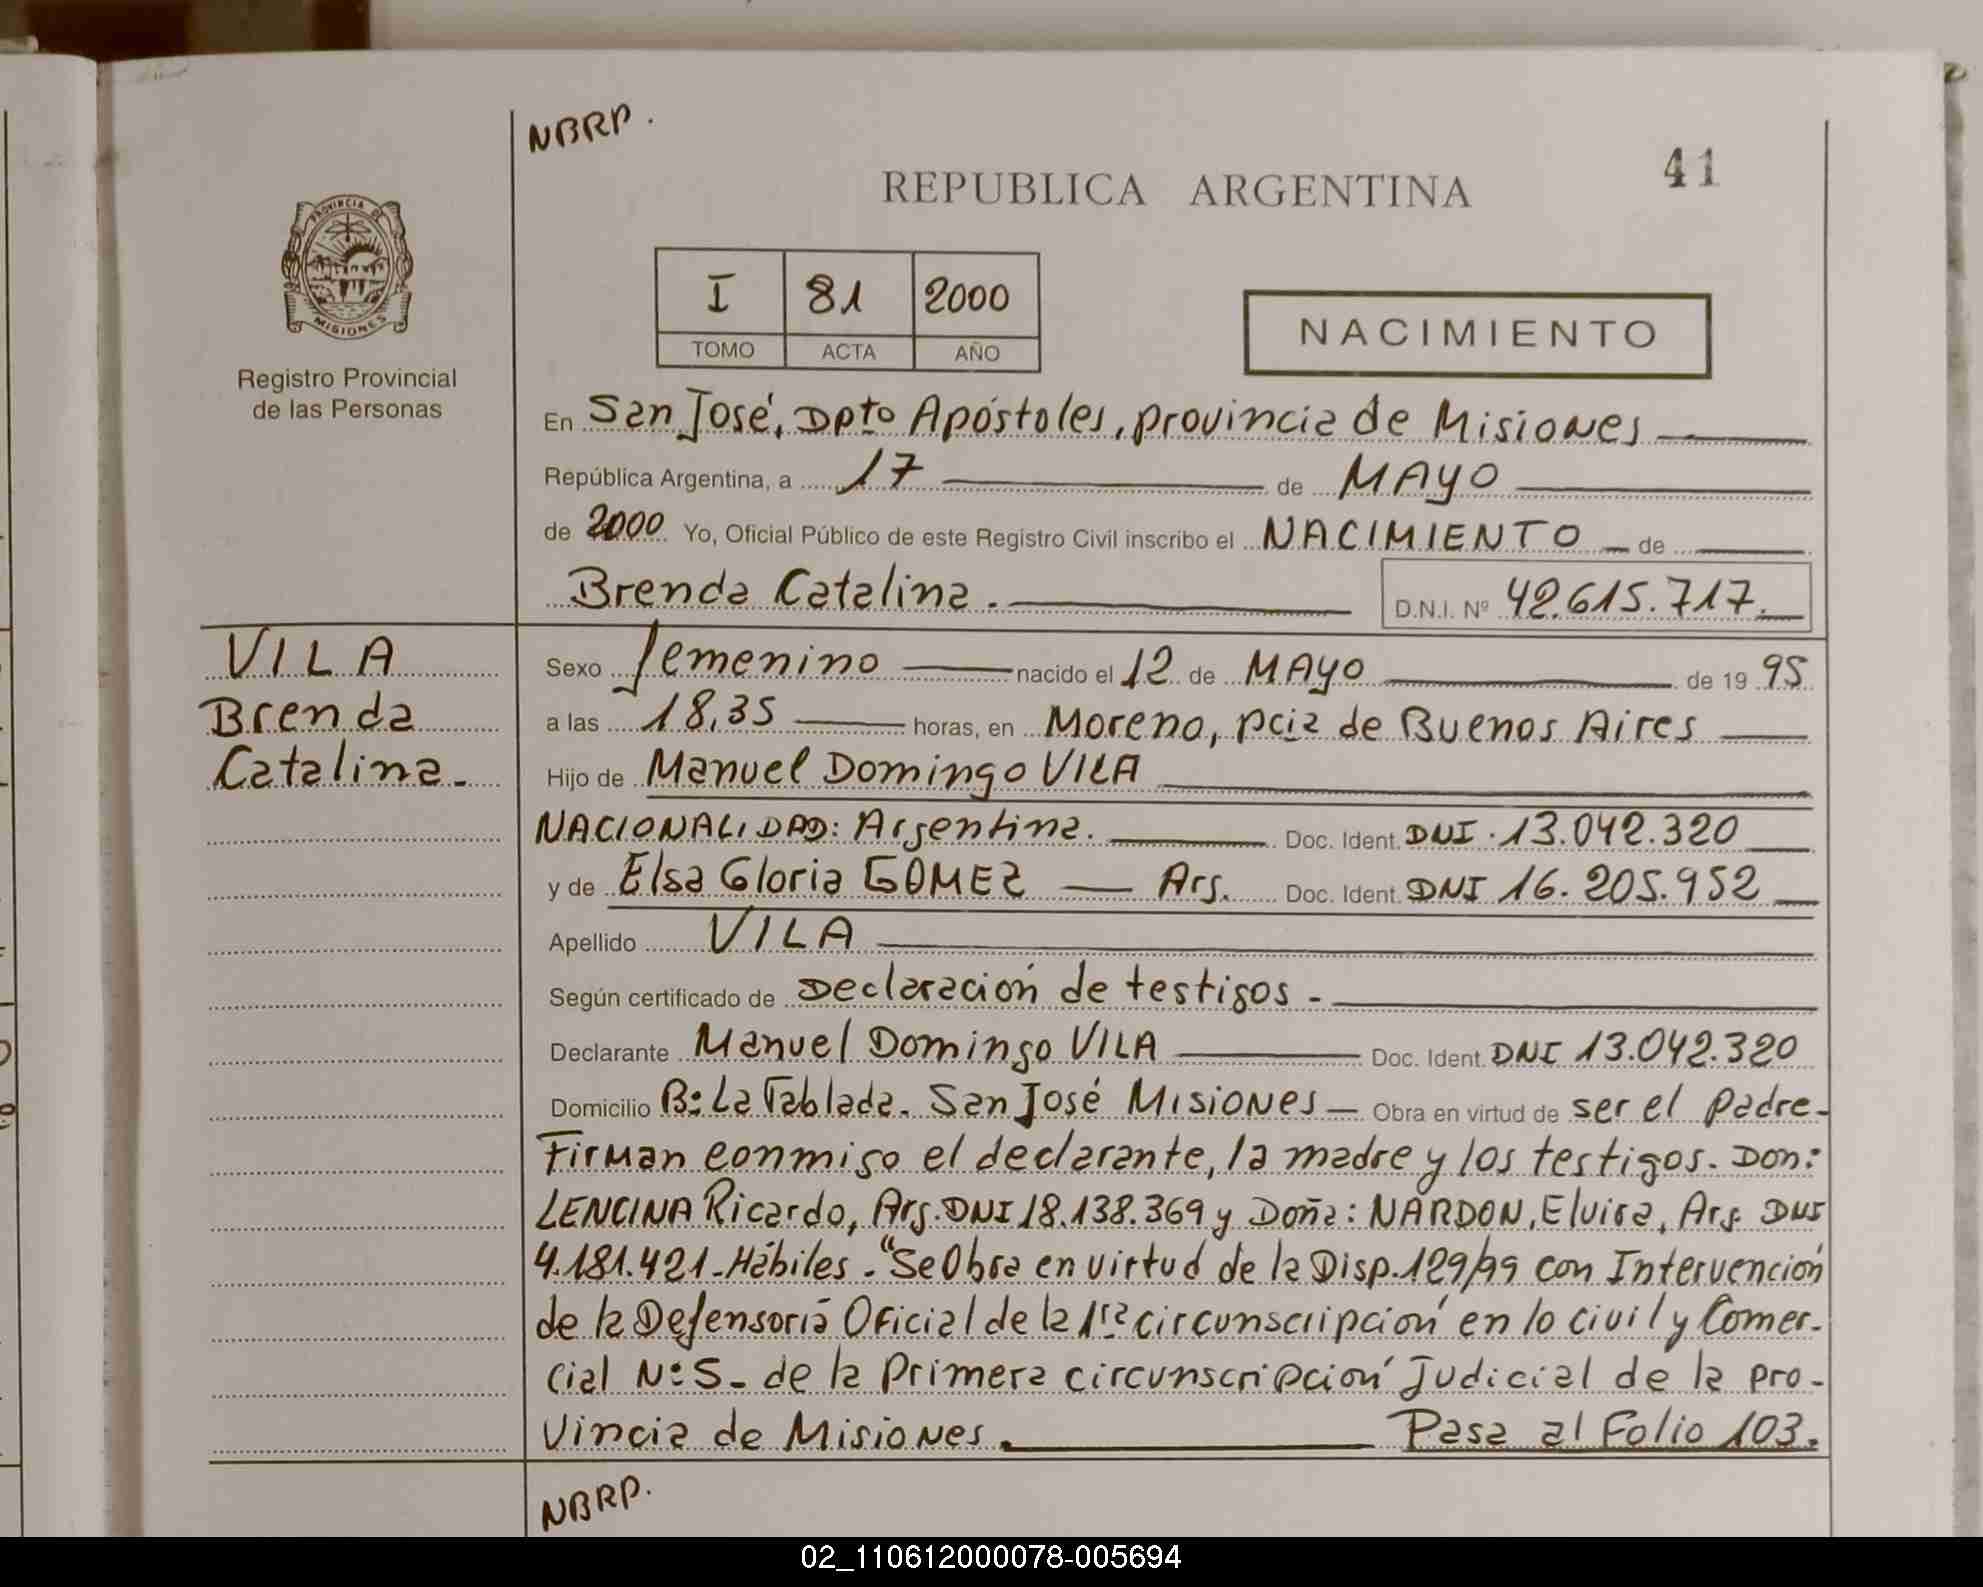 NBRP.
REPUBLICA ARGENTINA
41
PROVINCIA DE
MISIONES
Registro Provincial
de las Personas
I 81 2000
TOMO ACTA AÑO
NACIMIENTO
En San José, Dpto Apóstoles, provincia de Misiones
República Argentina, a 17 de MAYO
de 2000 Yo, Oficial Público de este Registro Civil inscribo el NACIMIENTO de
Brenda Catalina. D.N.I. Nº 42.615.717.
VILA
Brenda
Catalina.
Sexo femenino nacido el 12 de MAYO de 19 95
a las 18,35 horas, en Moreno, pcia de Buenos Aires
Hijo de Manuel Domingo VILA
NACIONALIDAD: Argentina. Doc. Ident. DNI. 13.042.320
y de Elsa Gloria GOMEZ Arg. Doc. Ident. DNI 16.205.952
Apellido VILA
Según certificado de Declaración de testigos.
Declarante Manuel Domingo VILA Doc. Ident. DNI 13.042.320
Domicilio Bº La Tablada. San José Misiones Obra en virtud de ser el padre.
Firman conmigo el declarante, la madre y los testigos. Don:
LENCINA Ricardo, Arg. DNI 18.138.369 y Doña: NARDON, Elvira, Arg. DNI
4.181.421. Hábiles. "Se Obra en virtud de la Disp. 129/99 con Intervención
de la Defensoría Oficial de la 1ra circunscripción en lo civil y Comer-
cial Nº 5. de la Primera circunscripción Judicial de la pro-
vincia de Misiones. Pasa al Folio 103.
NBRP.
02_110612000078-005694